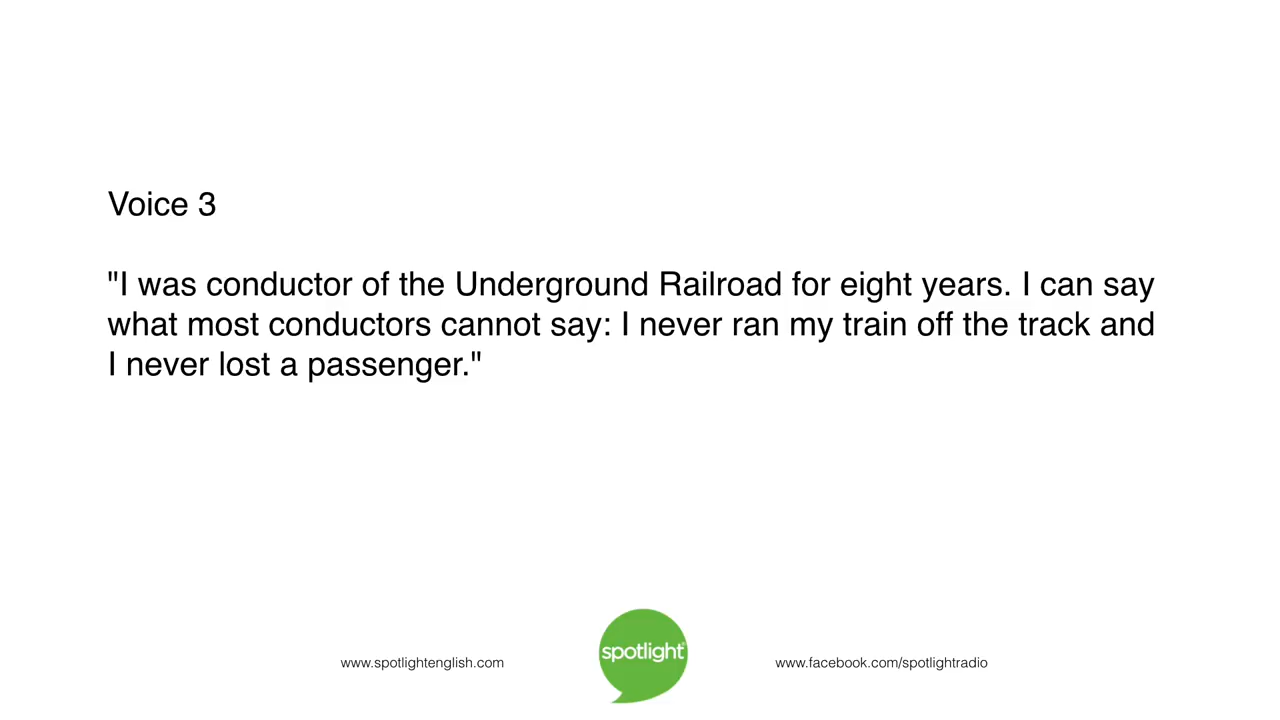 Voice 3
"I was conductor of the Underground Railroad for eight years. I can say
what most conductors cannot say: I never ran my train off the track and
I never lost a passenger."
www.spotlightenglish.com
spotlight®
www.facebook.com/spotlightradio